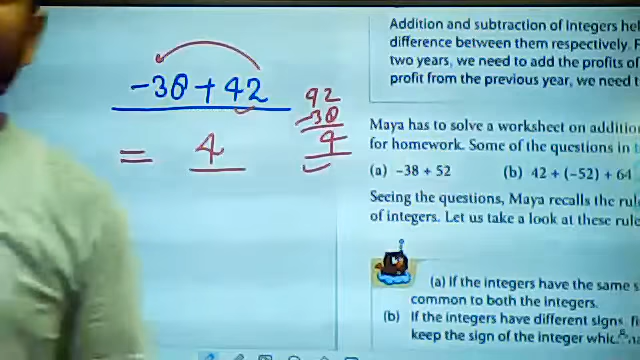 -38 + 42
42
-38
4
= 4
Addition and subtraction of integers hel
difference between them respectively. F
two years, we need to add the profits of
profit from the previous year, we need t
Maya has to solve a worksheet on addition
for homework. Some of the questions in t
(a) -38 + 52 (b) 42 + (-52) + 64
Seeing the questions, Maya recalls the rul
of integers. Let us take a look at these rule
(a) If the integers have the same s
common to both the integers.
(b) If the integers have different signs, fi
keep the sign of the integer whic